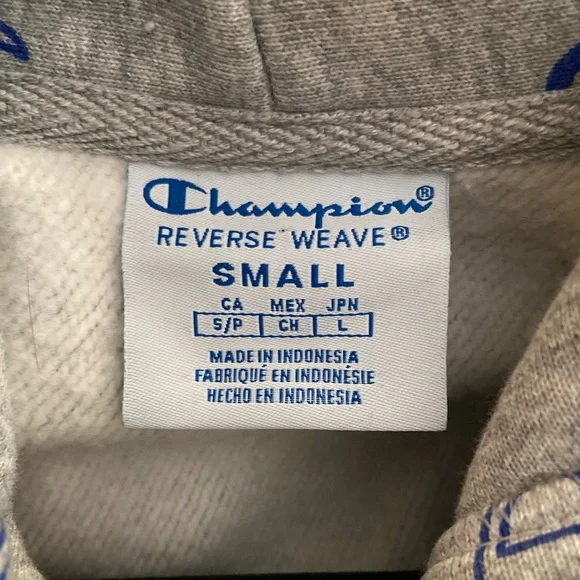 Champion®
REVERSE WEAVE®
SMALL
CA MEX JPN
S/P CH L
MADE IN INDONESIA
FABRIQUÉ EN INDONÉSIE
HECHO EN INDONESIA